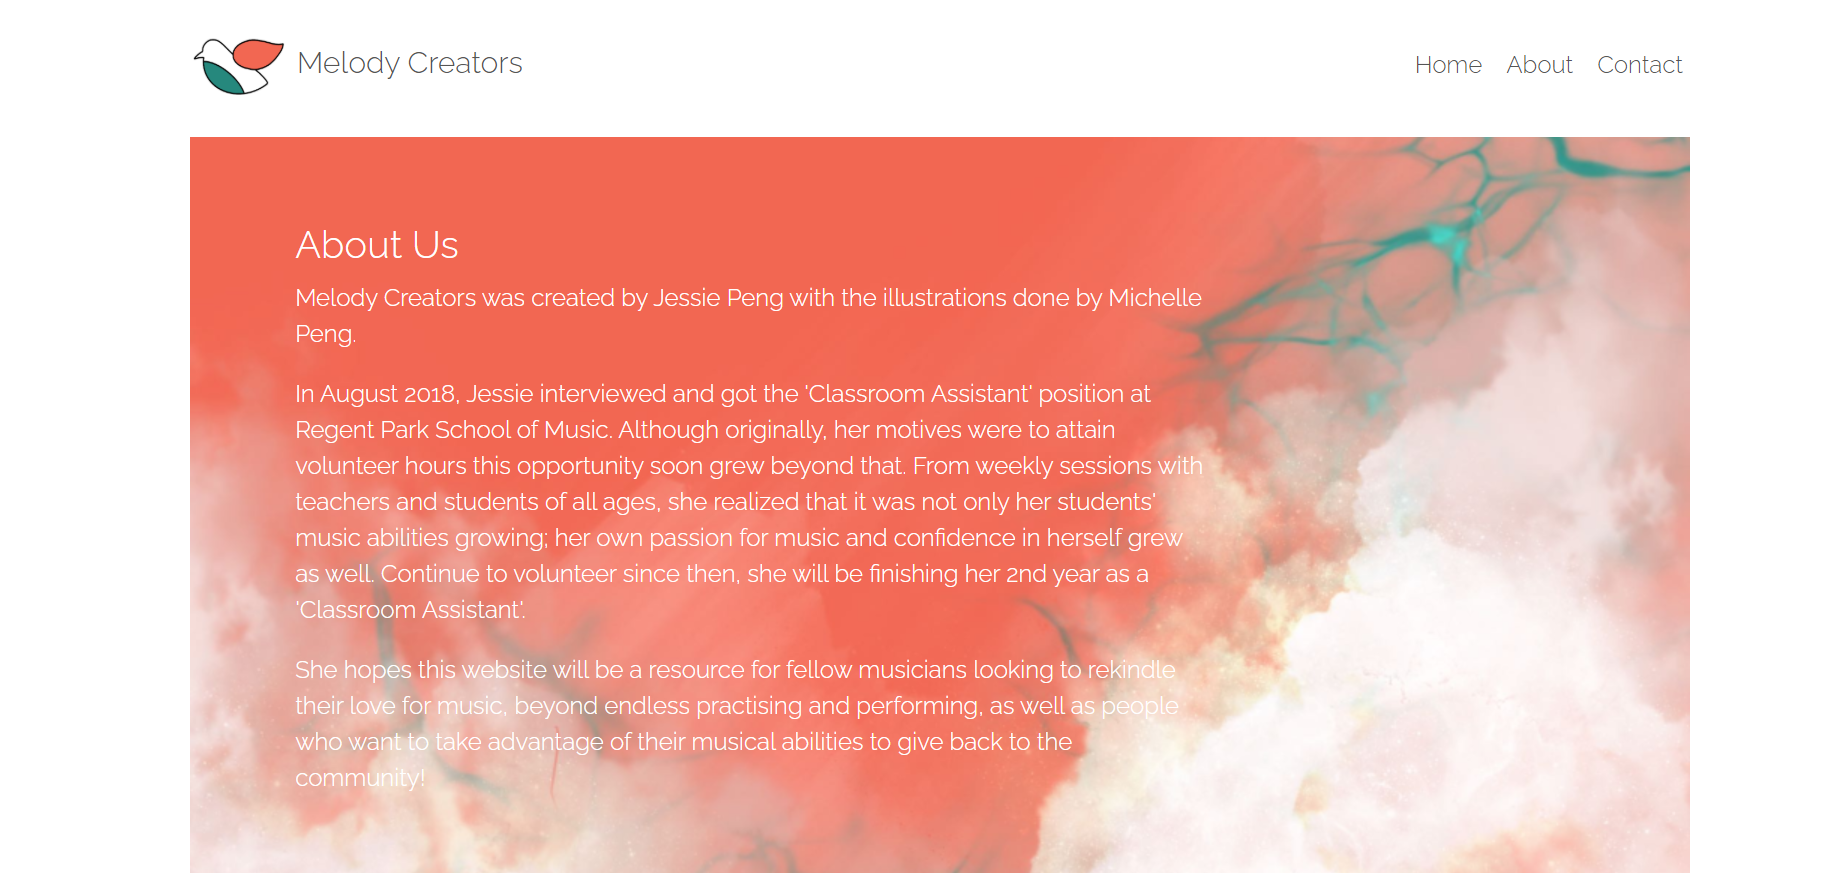 Melody Creators
Home About Contact
About Us
Melody Creators was created by Jessie Peng with the illustrations done by Michelle
Peng.
In August 2018, Jessie interviewed and got the 'Classroom Assistant' position at
Regent Park School of Music. Although originally, her motives were to attain
volunteer hours this opportunity soon grew beyond that. From weekly sessions with
teachers and students of all ages, she realized that it was not only her students'
music abilities growing; her own passion for music and confidence in herself grew
as well. Continue to volunteer since then, she will be finishing her 2nd year as a
'Classroom Assistant'.
She hopes this website will be a resource for fellow musicians looking to rekindle
their love for music, beyond endless practising and performing, as well as people
who want to take advantage of their musical abilities to give back to the
community!